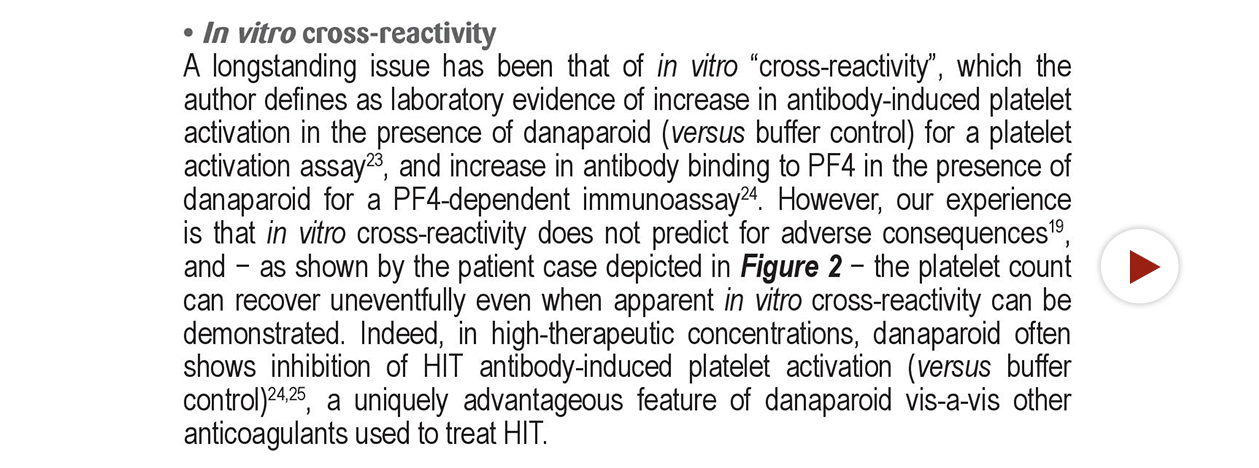 • In vitro cross-reactivity
A longstanding issue has been that of in vitro “cross-reactivity”, which the
author defines as laboratory evidence of increase in antibody-induced platelet
activation in the presence of danaparoid (versus buffer control) for a platelet
activation assay23, and increase in antibody binding to PF4 in the presence of
danaparoid for a PF4-dependent immunoassay24. However, our experience
is that in vitro cross-reactivity does not predict for adverse consequences19,
and − as shown by the patient case depicted in Figure 2 − the platelet count
can recover uneventfully even when apparent in vitro cross-reactivity can be
demonstrated. Indeed, in high-therapeutic concentrations, danaparoid often
shows inhibition of HIT antibody-induced platelet activation (versus buffer
control)24,25, a uniquely advantageous feature of danaparoid vis-a-vis other
anticoagulants used to treat HIT.